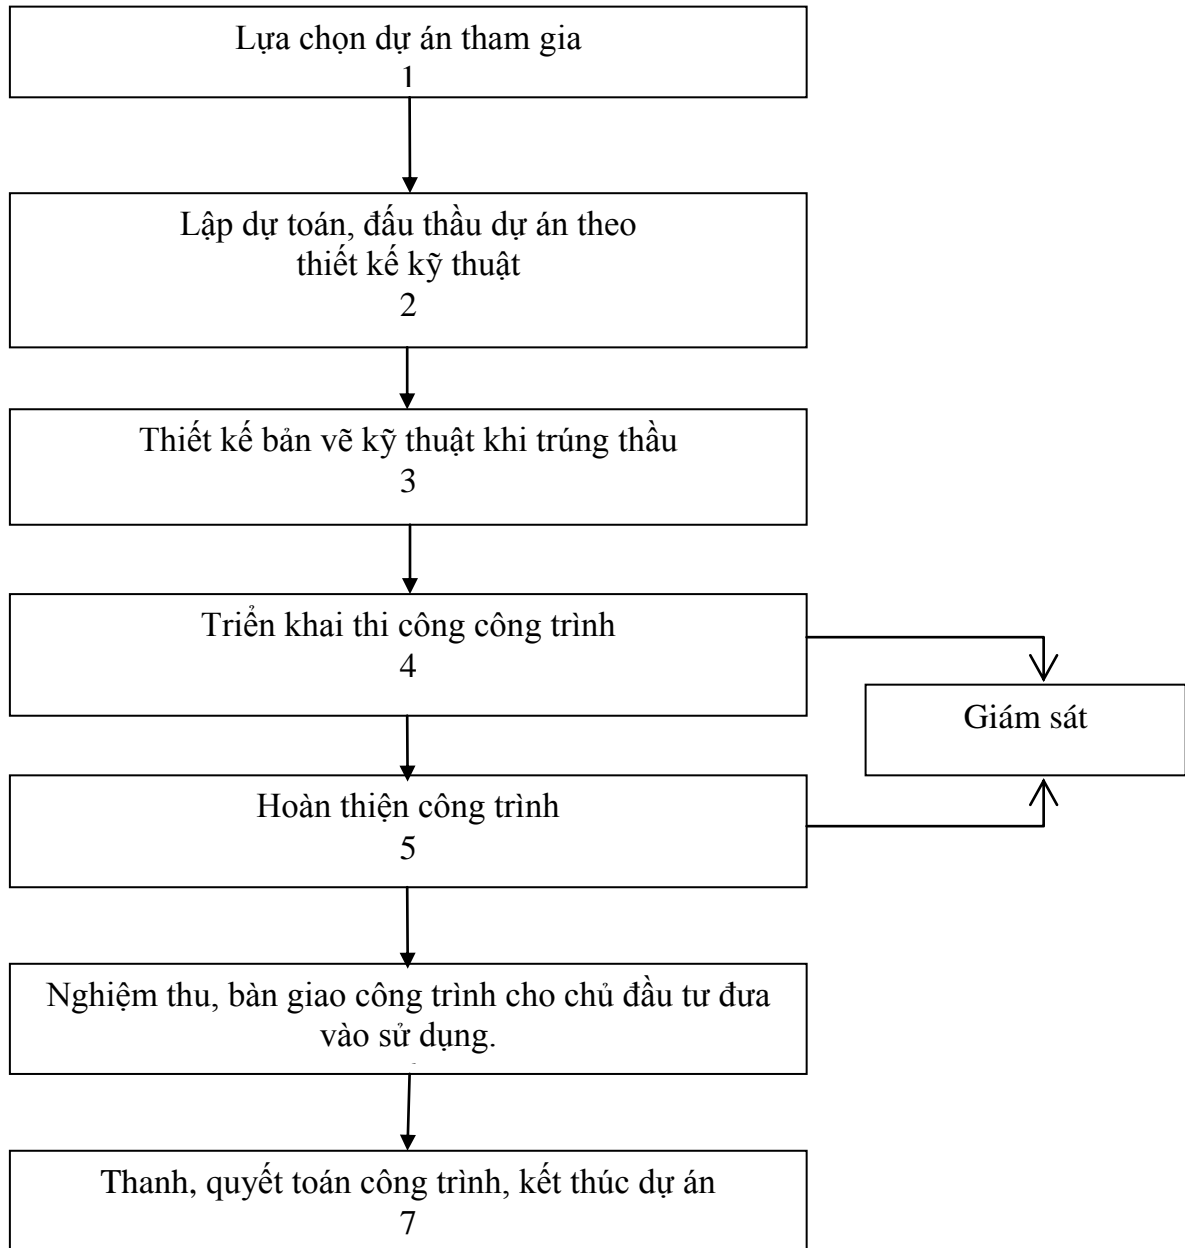 Lựa chọn dự án tham gia
1
Lập dự toán, đấu thầu dự án theo
thiết kế kỹ thuật
2
Thiết kế bản vẽ kỹ thuật khi trúng thầu
3
Triển khai thi công công trình
4
Giám sát
Hoàn thiện công trình
5
Nghiệm thu, bàn giao công trình cho chủ đầu tư đưa
vào sử dụng.
Thanh, quyết toán công trình, kết thúc dự án
7